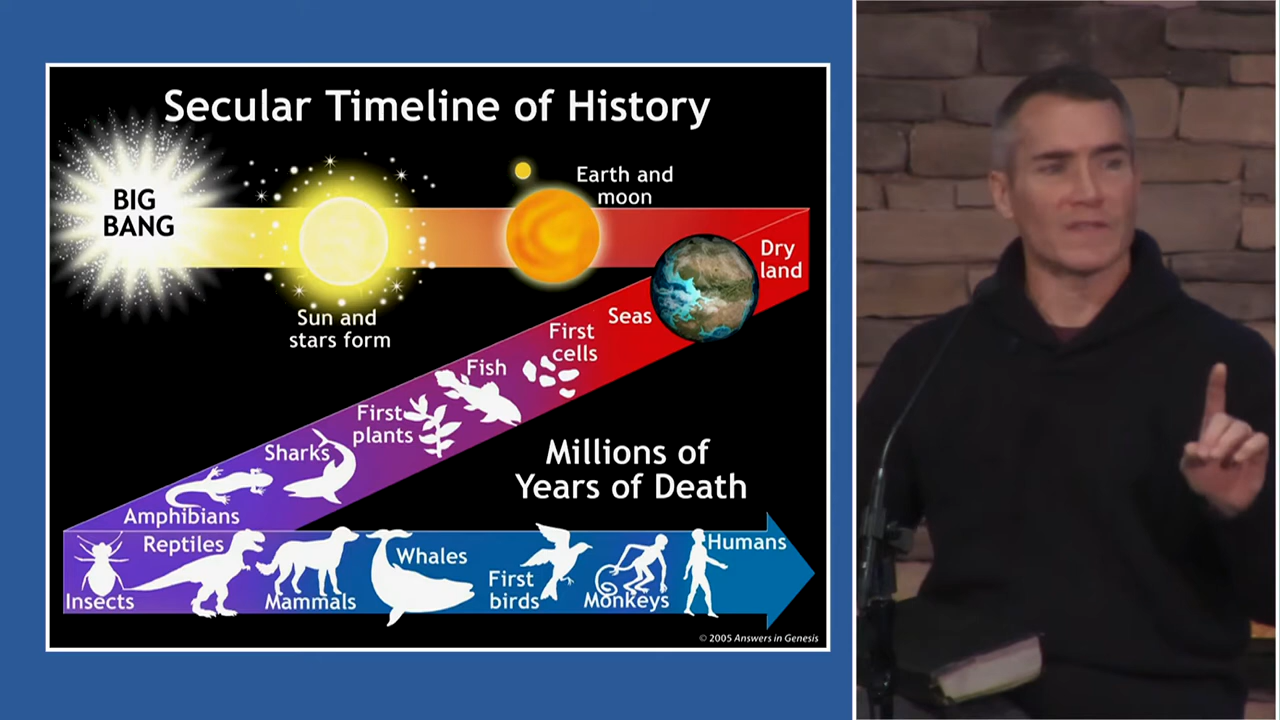 Secular Timeline of History
BIG
BANG
Sun and
stars form
Earth and
moon
Dry
land
Seas
First
cells
Fish
First
plants
Sharks
Amphibians
Millions of
Years of Death
Insects
Reptiles
Mammals
Whales
First
birds
Monkeys
Humans
© 2005 Answers in Genesis